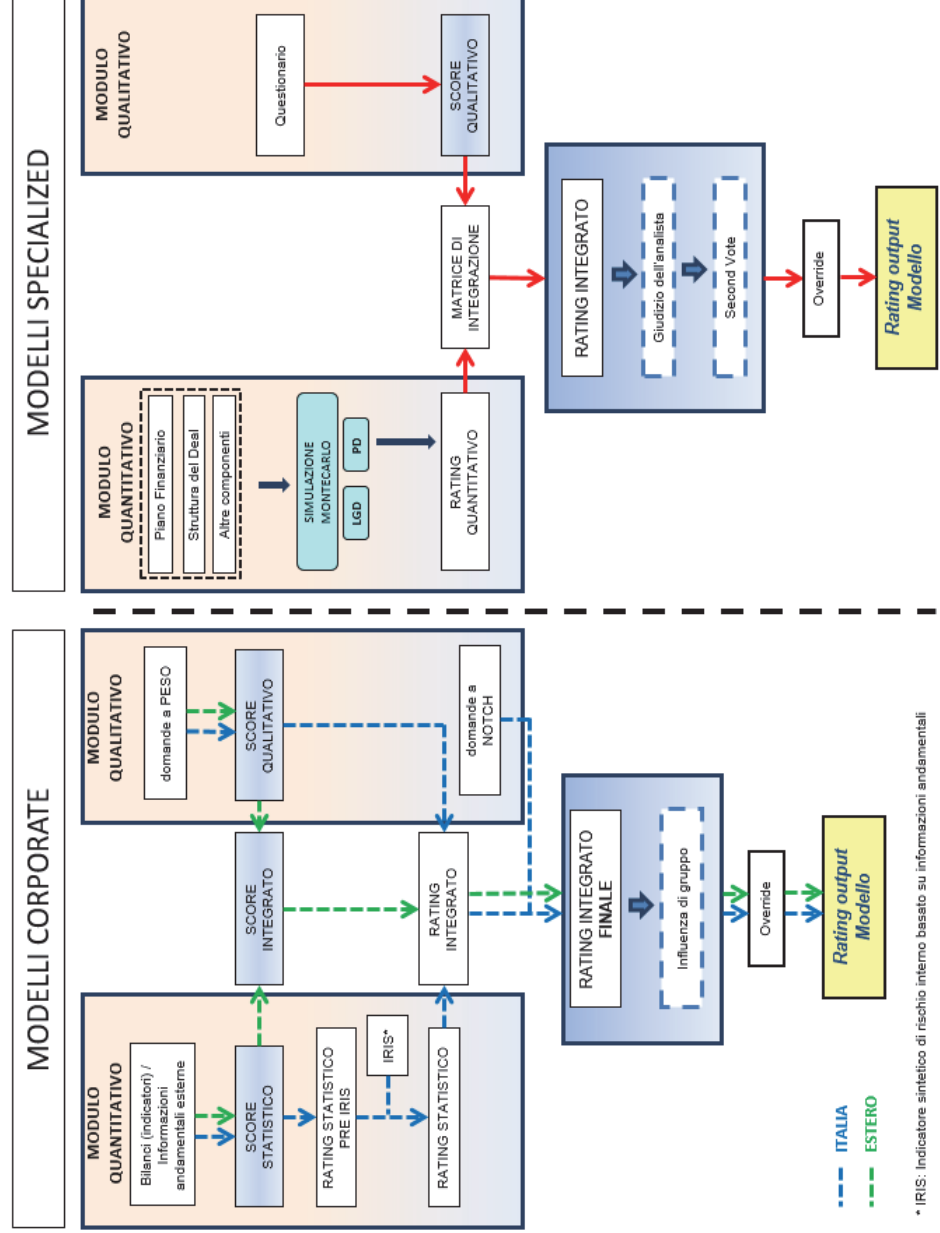 MODELLI CORPORATE
MODULO
QUANTITATIVO
Bilanci (indicatori) /
Informazioni
andamentali esterne
SCORE
STATISTICO
RATING STATISTICO
PRE IRIS
IRIS*
RATING STATISTICO
SCORE
INTEGRATO
RATING
INTEGRATO
MODULO
QUALITATIVO
domande a PESO
SCORE
QUALITATIVO
domande a
NOTCH
RATING INTEGRATO
FINALE
Influenza di gruppo
Override
Rating output
Modello
ITALIA
ESTERO
* IRIS: Indicatore sintetico di rischio interno basato su informazioni andamentali
MODELLI SPECIALIZED
MODULO
QUANTITATIVO
Piano Finanziario
Struttura del Deal
Altre componenti
SIMULAZIONE
MONTECARLO
LGD
PD
RATING
QUANTITATIVO
MATRICE DI
INTEGRAZIONE
MODULO
QUALITATIVO
Questionario
SCORE
QUALITATIVO
RATING INTEGRATO
Giudizio dell'analista
Second Vote
Override
Rating output
Modello